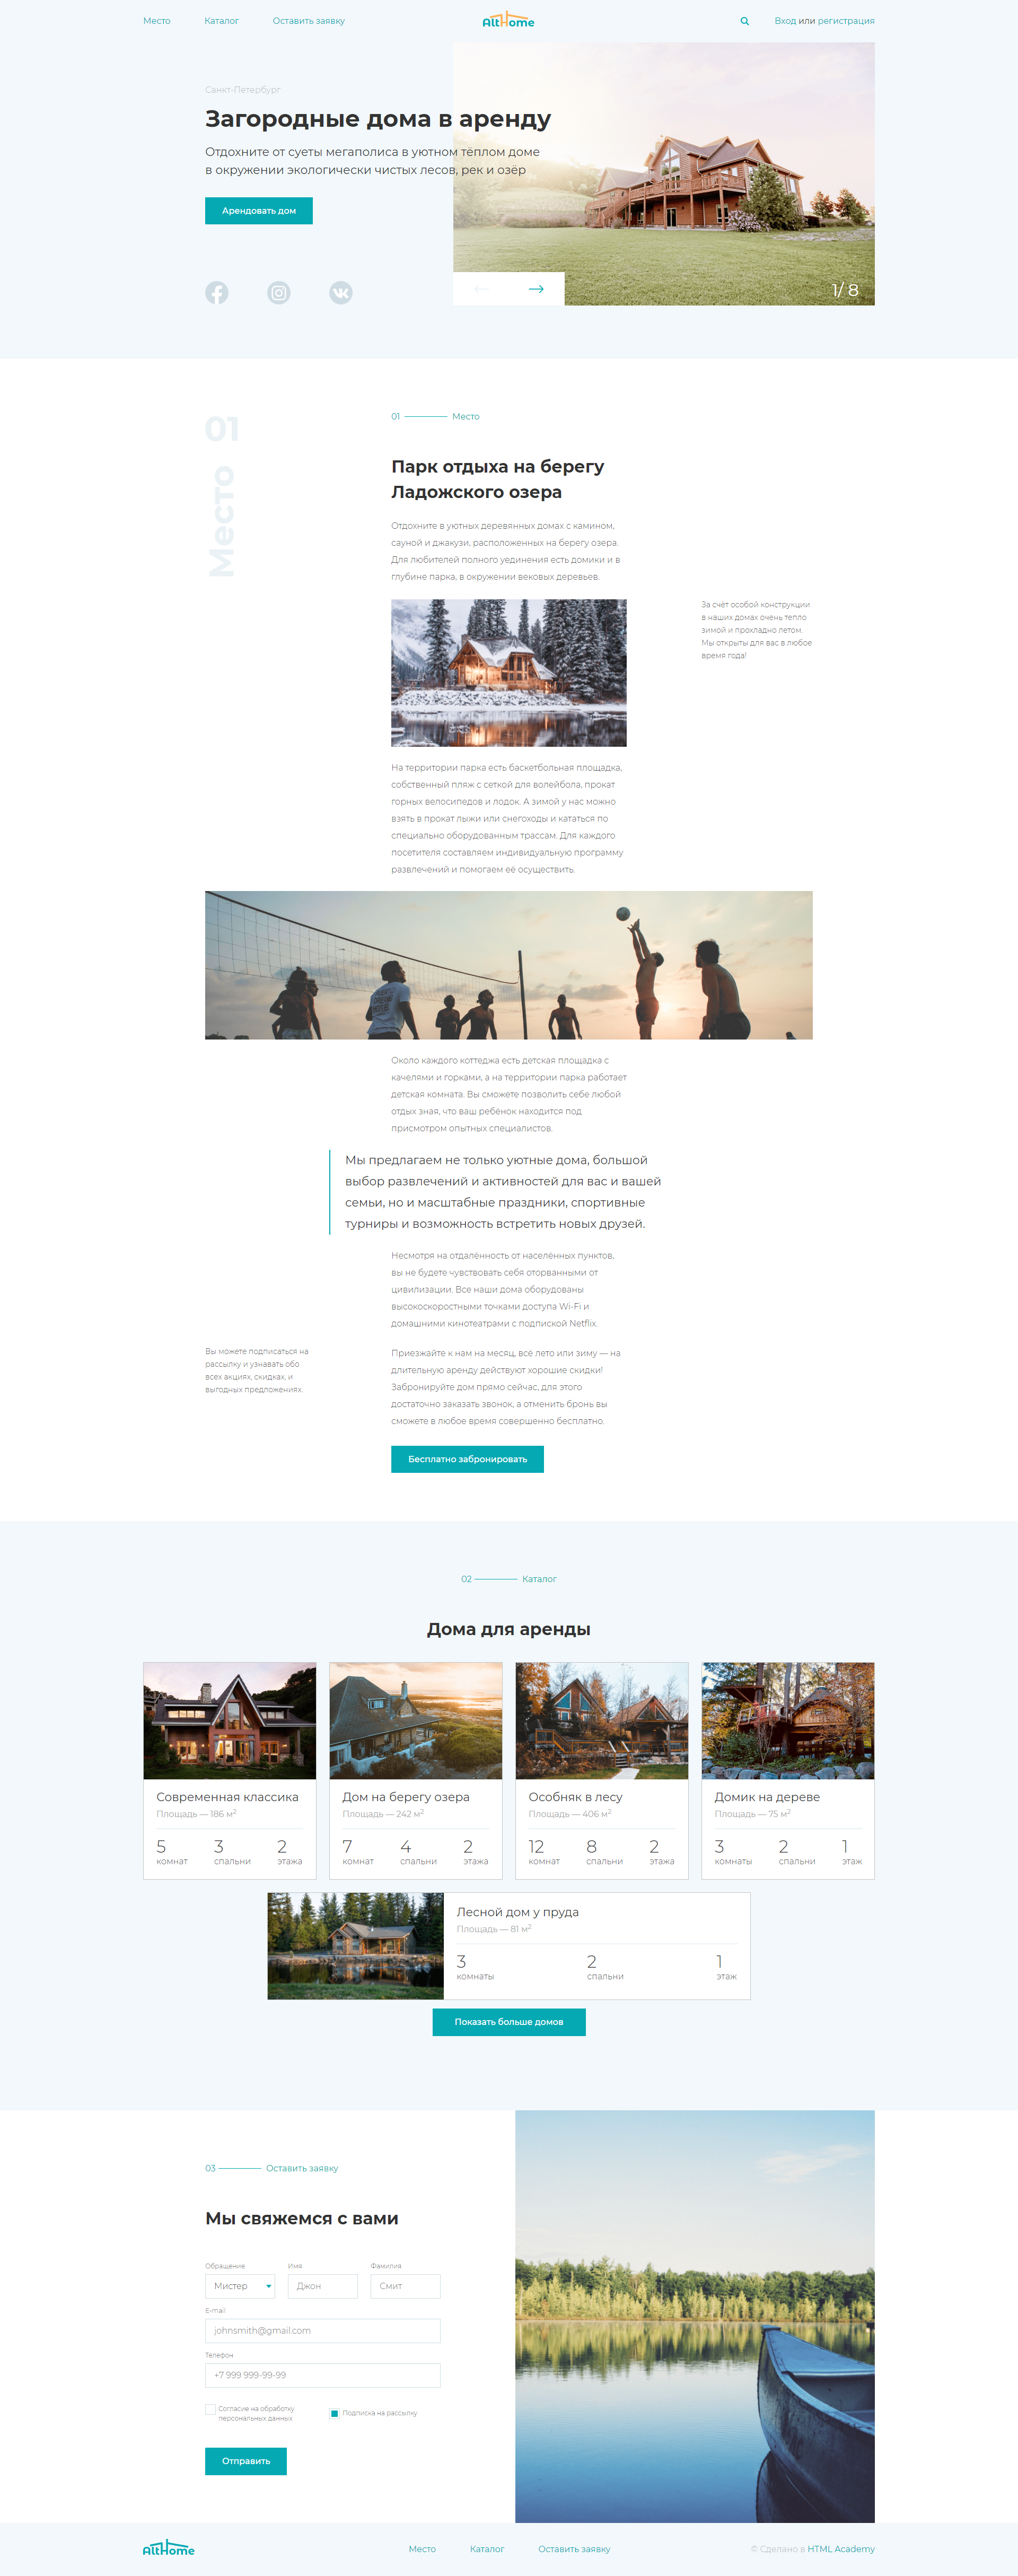 Место
Каталог
Оставить заявку
AltHome
Вход или регистрация
Санкт-Петербург
Загородные дома в аренду
Отдохните от суеты мегаполиса в уютном тёплом доме
в окружении экологически чистых лесов, рек и озёр
Арендовать дом
1/ 8
01
Место
01 Место
Парк отдыха на берегу
Ладожского озера
Отдохните в уютных деревянных домах с камином,
сауной и джакузи, расположенных на берегу озера.
Для любителей полного уединения есть домики и в
глубине парка, в окружении вековых деревьев.
За счёт особой конструкции
в наших домах очень тепло
зимой и прохладно летом.
Мы открыты для вас в любое
время года!
На территории парка есть баскетбольная площадка,
собственный пляж с сеткой для волейбола, прокат
горных велосипедов и лодок. А зимой у нас можно
взять в прокат лыжи или снегоходы и кататься по
специально оборудованным трассам. Для каждого
посетителя составляем индивидуальную программу
развлечений и помогаем её осуществить.
Около каждого коттеджа есть детская площадка с
качелями и горками, а на территории парка работает
детская комната. Вы сможете позволить себе любой
отдых зная, что ваш ребёнок находится под
присмотром опытных специалистов.
Мы предлагаем не только уютные дома, большой
выбор развлечений и активностей для вас и вашей
семьи, но и масштабные праздники, спортивные
турниры и возможность встретить новых друзей.
Несмотря на отдалённость от населённых пунктов,
вы не будете чувствовать себя оторванными от
цивилизации. Все наши дома оборудованы
высокоскоростными точками доступа Wi-Fi и
домашними кинотеатрами с подпиской Netflix.
Вы можете подписаться на
рассылку и узнавать обо
всех акциях, скидках, и
выгодных предложениях.
Приезжайте к нам на месяц, всё лето или зиму — на
длительную аренду действуют хорошие скидки!
Забронируйте дом прямо сейчас, для этого
достаточно заказать звонок, а отменить бронь вы
сможете в любое время совершенно бесплатно.
Бесплатно забронировать
02 Каталог
Дома для аренды
Современная классика
Площадь — 186 м²
5 3 2
комнат спальни этажа
Дом на берегу озера
Площадь — 242 м²
7 4 2
комнат спальни этажа
Особняк в лесу
Площадь — 406 м²
12 8 2
комнат спальни этажа
Домик на дереве
Площадь — 75 м²
3 2 1
комнаты спальни этаж
Лесной дом у пруда
Площадь — 81 м²
3 2 1
комнаты спальни этаж
Показать больше домов
03 Оставить заявку
Мы свяжемся с вами
Обращение Имя Фамилия
Мистер Джон Смит
E-mail
johnsmith@gmail.com
Телефон
+7 999 999-99-99
Согласие на обработку
персональных данных
Подписка на рассылку
Отправить
AltHome
Место
Каталог
Оставить заявку
© Сделано в HTML Academy